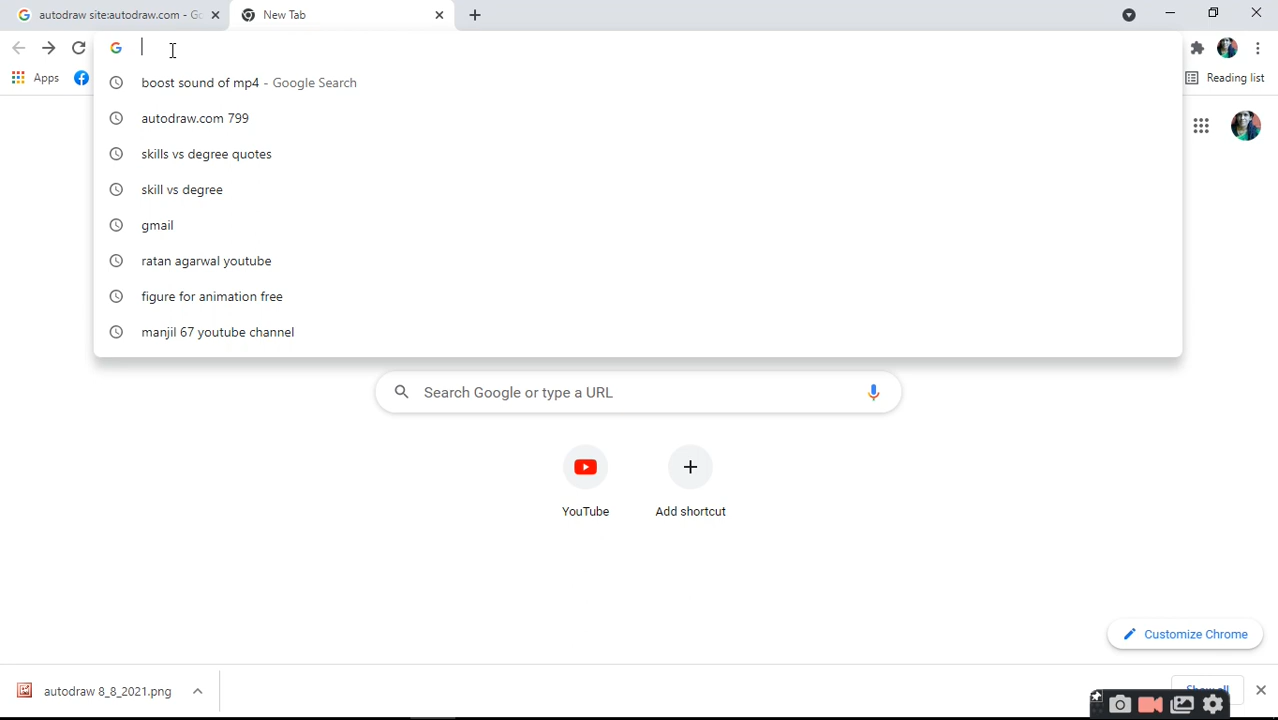 autodraw site:autodraw.com - Go
New Tab
Apps
Reading list
boost sound of mp4 - Google Search
autodraw.com 799
skills vs degree quotes
skill vs degree
gmail
ratan agarwal youtube
figure for animation free
manjil 67 youtube channel
Search Google or type a URL
YouTube
Add shortcut
Customize Chrome
autodraw 8_8_2021.png
Show all